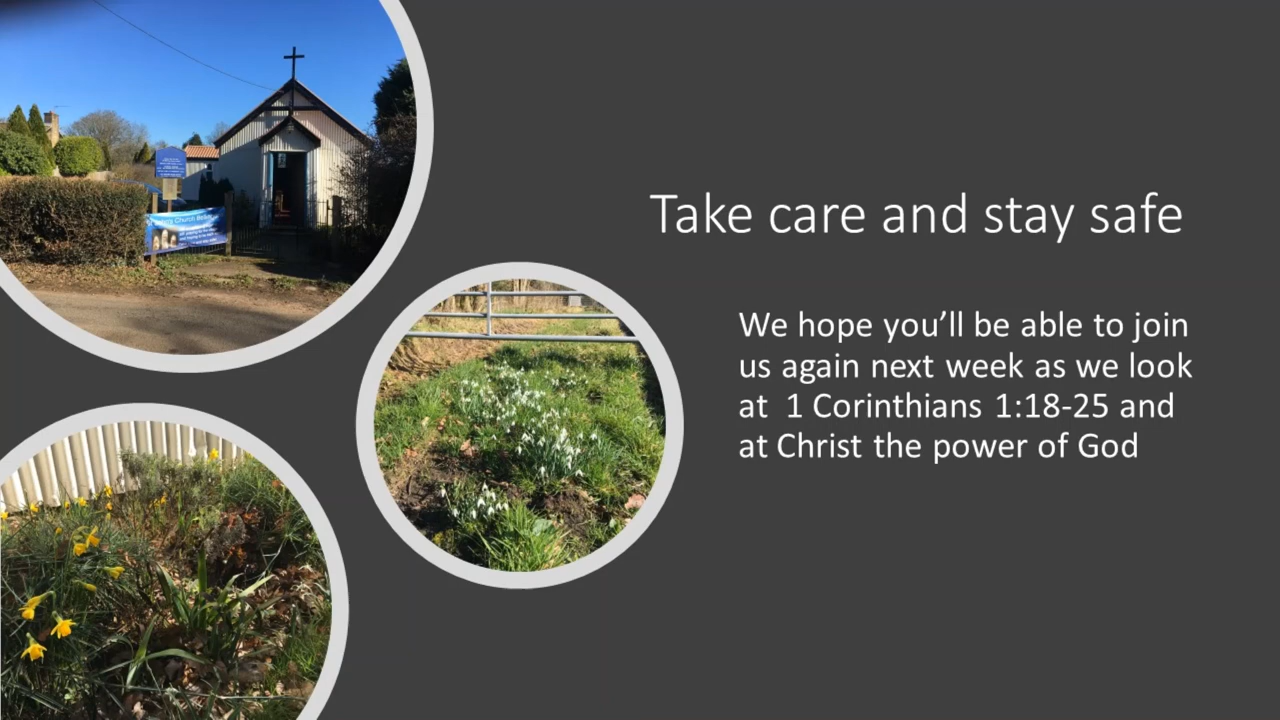 Take care and stay safe
We hope you’ll be able to join
us again next week as we look
at 1 Corinthians 1:18-25 and
at Christ the power of God
Church